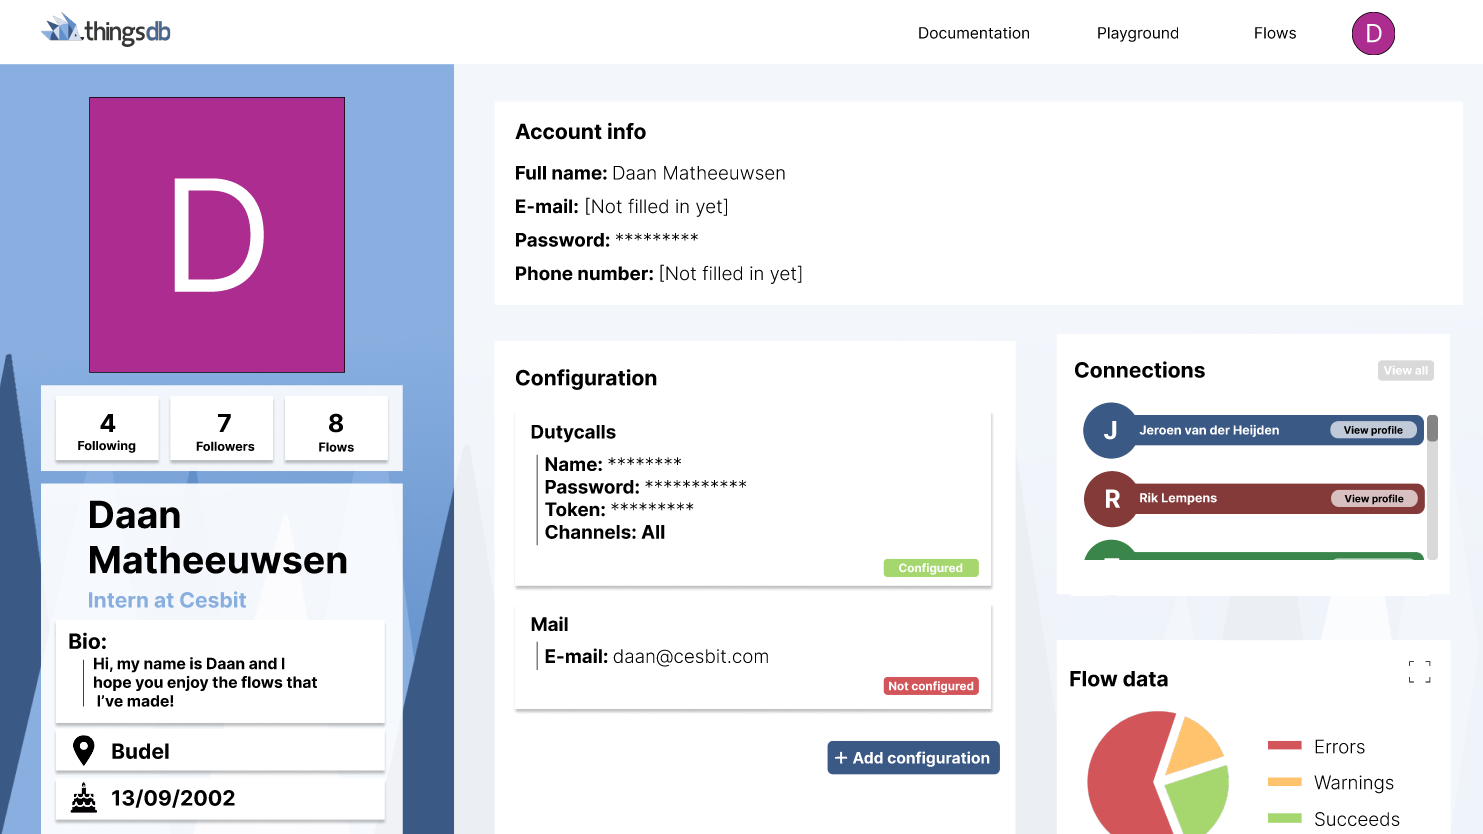 .thingsdb
Documentation
Playground
Flows
D
D
4
Following
7
Followers
8
Flows
Daan
Matheeuwsen
Intern at Cesbit
Bio:
Hi, my name is Daan and I
hope you enjoy the flows that
I've made!
Budel
13/09/2002
Account info
Full name: Daan Matheeuwsen
E-mail: [Not filled in yet]
Password: *********
Phone number: [Not filled in yet]
Configuration
Dutycalls
Name: ********
Password: ***********
Token: *********
Channels: All
Configured
Mail
E-mail: daan@cesbit.com
Not configured
+ Add configuration
Connections
View all
J
Jeroen van der Heijden
View profile
R
Rik Lempens
View profile
Flow data
Errors
Warnings
Succeeds